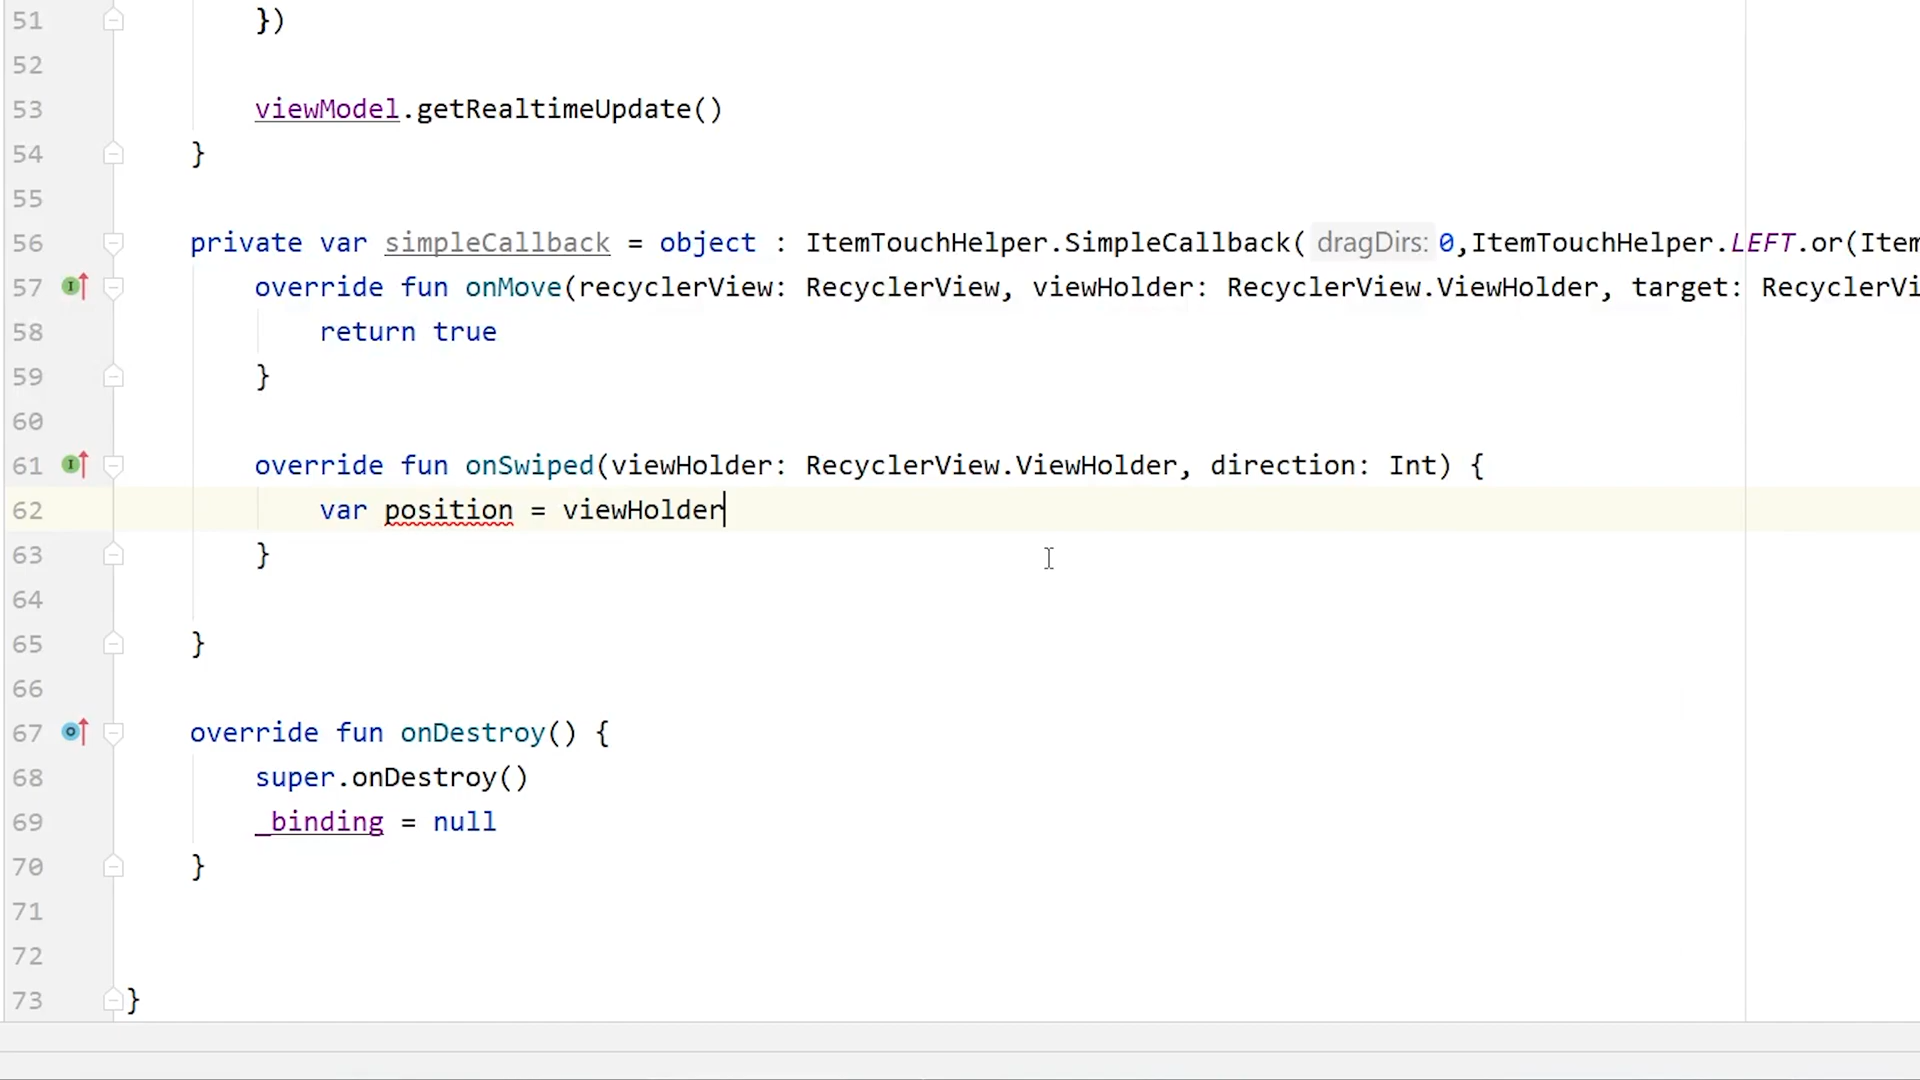 51 })
52
53 viewModel.getRealtimeUpdate()
54 }
55
56 private var simpleCallback = object : ItemTouchHelper.SimpleCallback( dragDirs: 0,ItemTouchHelper.LEFT.or(Item
57 override fun onMove(recyclerView: RecyclerView, viewHolder: RecyclerView.ViewHolder, target: RecyclerVi
58 return true
59 }
60
61 override fun onSwiped(viewHolder: RecyclerView.ViewHolder, direction: Int) {
62 var position = viewHolder
63 }
64
65 }
66
67 override fun onDestroy() {
68 super.onDestroy()
69 _binding = null
70 }
71
72
73 }